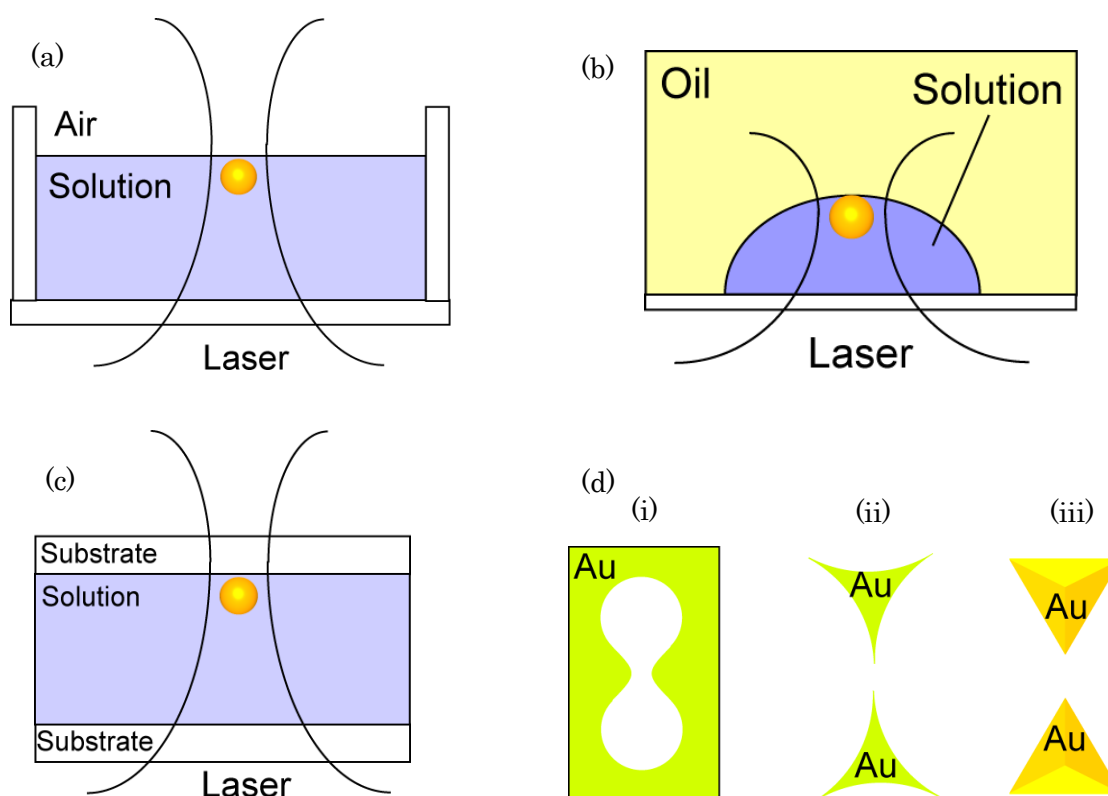 (a)
Air
Solution
Laser
(b)
Oil
Solution
Laser
(c)
Substrate
Solution
Substrate
Laser
(d)
(i)
(ii)
(iii)
Au
Au
Au
Au
Au